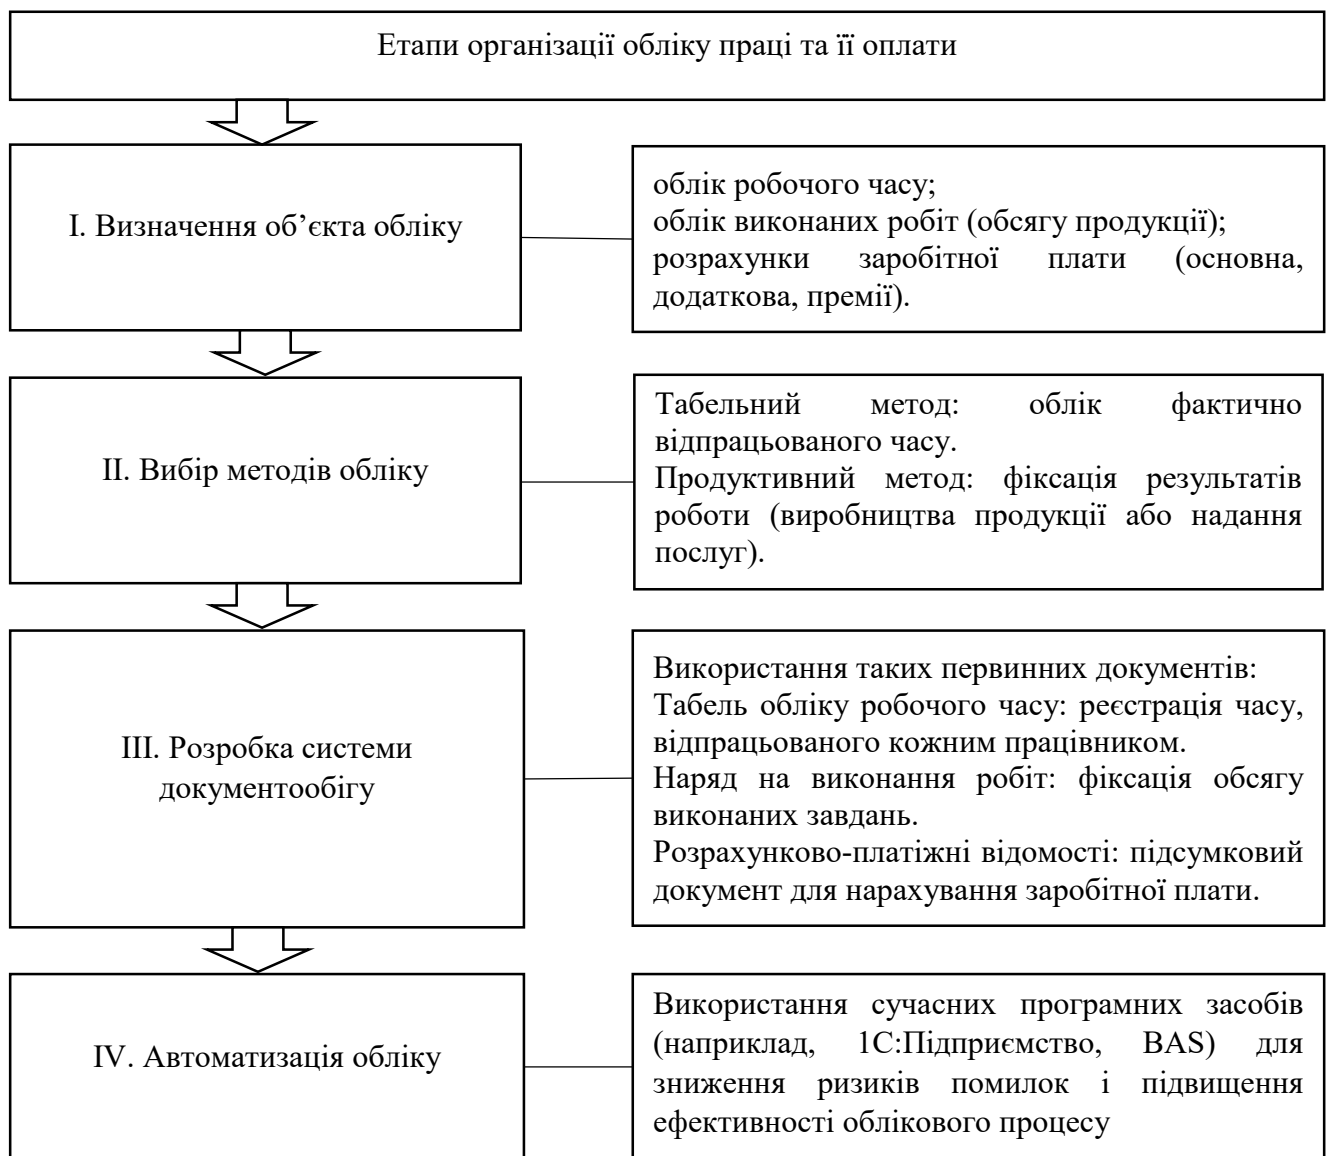 Етапи організації обліку праці та її оплати
І. Визначення об’єкта обліку
облік робочого часу;
облік виконаних робіт (обсягу продукції);
розрахунки заробітної плати (основна,
додаткова, премії).
ІІ. Вибір методів обліку
Табельний метод: облік фактично
відпрацьованого часу.
Продуктивний метод: фіксація результатів
роботи (виробництва продукції або надання
послуг).
ІІІ. Розробка системи
документообігу
Використання таких первинних документів:
Табель обліку робочого часу: реєстрація часу,
відпрацьованого кожним працівником.
Наряд на виконання робіт: фіксація обсягу
виконаних завдань.
Розрахунково-платіжні відомості: підсумковий
документ для нарахування заробітної плати.
IV. Автоматизація обліку
Використання сучасних програмних засобів
(наприклад, 1С:Підприємство, BAS) для
зниження ризиків помилок і підвищення
ефективності облікового процесу